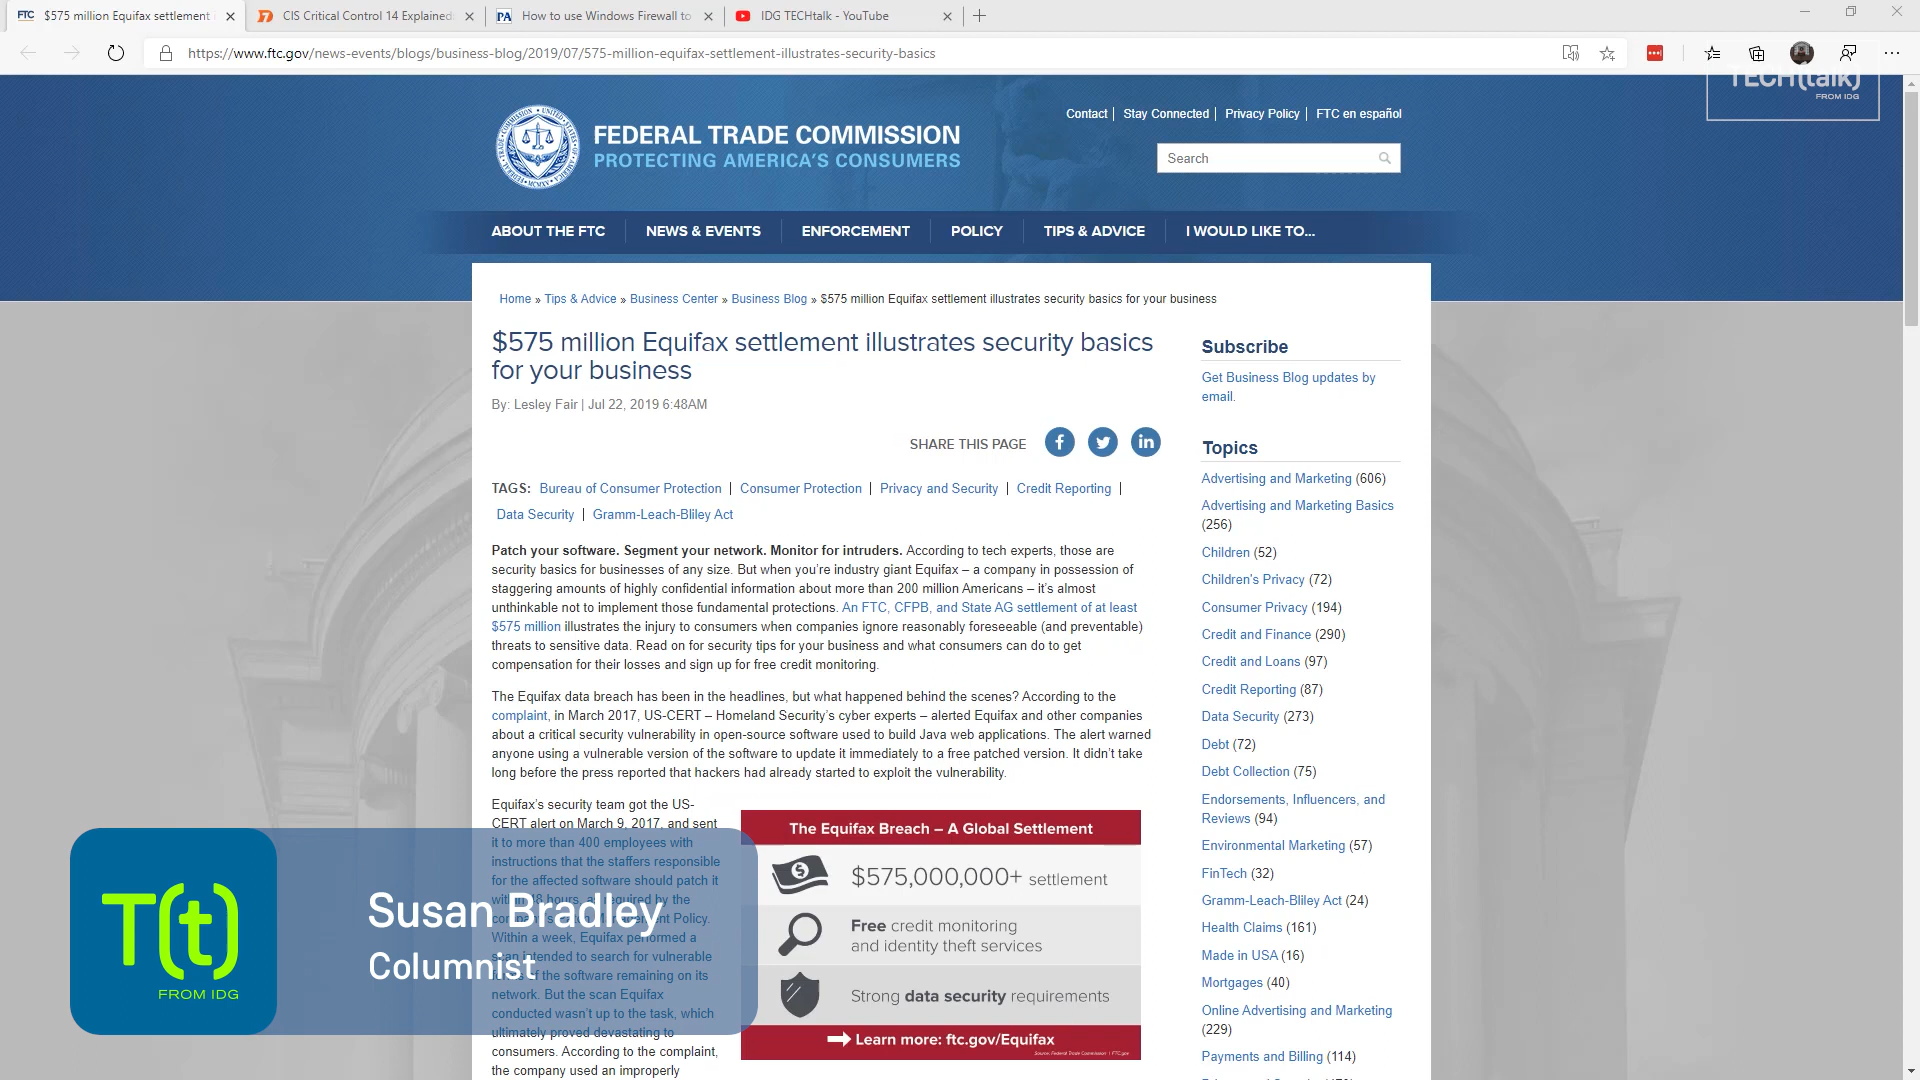 FTC $575 million Equifax settlement
CIS Critical Control 14 Explained:
PA How to use Windows Firewall to
IDG TECHtalk - YouTube
https://www.ftc.gov/news-events/blogs/business-blog/2019/07/575-million-equifax-settlement-illustrates-security-basics
TECH(talk)
FROM IDG
Contact | Stay Connected | Privacy Policy | FTC en español
FEDERAL TRADE COMMISSION
PROTECTING AMERICA'S CONSUMERS
Search
ABOUT THE FTC
NEWS & EVENTS
ENFORCEMENT
POLICY
TIPS & ADVICE
I WOULD LIKE TO...
Home » Tips & Advice » Business Center » Business Blog » $575 million Equifax settlement illustrates security basics for your business
$575 million Equifax settlement illustrates security basics
for your business
By: Lesley Fair | Jul 22, 2019 6:48AM
SHARE THIS PAGE
TAGS: Bureau of Consumer Protection | Consumer Protection | Privacy and Security | Credit Reporting |
Data Security | Gramm-Leach-Bliley Act
Patch your software. Segment your network. Monitor for intruders. According to tech experts, those are
security basics for businesses of any size. But when you're industry giant Equifax – a company in possession of
staggering amounts of highly confidential information about more than 200 million Americans – it's almost
unthinkable not to implement those fundamental protections. An FTC, CFPB, and State AG settlement of at least
$575 million illustrates the injury to consumers when companies ignore reasonably foreseeable (and preventable)
threats to sensitive data. Read on for security tips for your business and what consumers can do to get
compensation for their losses and sign up for free credit monitoring.
The Equifax data breach has been in the headlines, but what happened behind the scenes? According to the
complaint, in March 2017, US-CERT – Homeland Security's cyber experts – alerted Equifax and other companies
about a critical security vulnerability in open-source software used to build Java web applications. The alert warned
anyone using a vulnerable version of the software to update it immediately to a free patched version. It didn't take
long before the press reported that hackers had already started to exploit the vulnerability.
Equifax's security team got the US-
CERT alert on March 9, 2017, and sent
it to more than 400 employees with
instructions that the staffers responsible
for the affected software should patch it
within 48 hours, as required by the
company's Patch Management Policy.
Within a week, Equifax performed a
scan intended to search for vulnerable
of the software remaining on its
network. But the scan Equifax
conducted wasn't up to the task, which
ultimately proved devastating to
consumers. According to the complaint,
the company used an improperly
The Equifax Breach – A Global Settlement
$575,000,000+ settlement
Free credit monitoring
and identity theft services
Strong data security requirements
Learn more: ftc.gov/Equifax
Source: Federal Trade Commission | FTC.gov
Subscribe
Get Business Blog updates by
email.
Topics
Advertising and Marketing (606)
Advertising and Marketing Basics
(256)
Children (52)
Children's Privacy (72)
Consumer Privacy (194)
Credit and Finance (290)
Credit and Loans (97)
Credit Reporting (87)
Data Security (273)
Debt (72)
Debt Collection (75)
Endorsements, Influencers, and
Reviews (94)
Environmental Marketing (57)
FinTech (32)
Gramm-Leach-Bliley Act (24)
Health Claims (161)
Made in USA (16)
Mortgages (40)
Online Advertising and Marketing
(229)
Payments and Billing (114)
T(t)
FROM IDG
Susan Bradley
Columnist